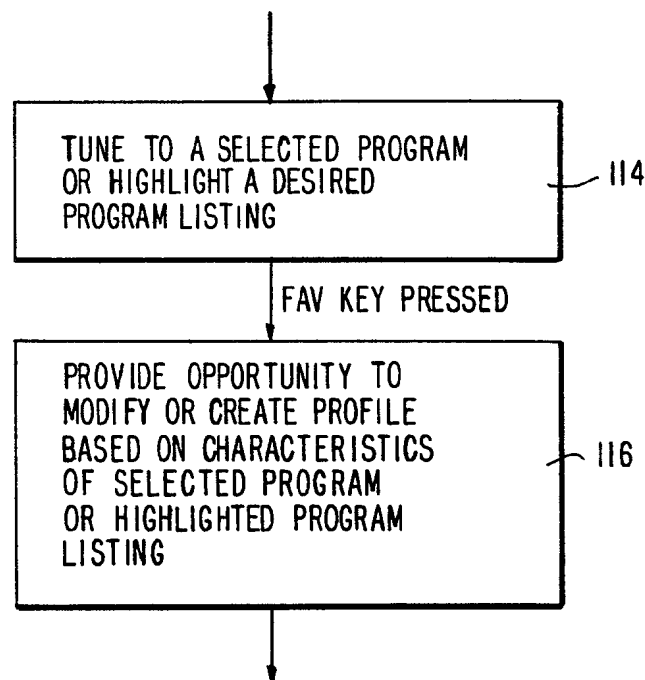 TUNE TO A SELECTED PROGRAM
OR HIGHLIGHT A DESIRED
PROGRAM LISTING
114
FAV KEY PRESSED
PROVIDE OPPORTUNITY TO
MODIFY OR CREATE PROFILE
BASED ON CHARACTERISTICS
OF SELECTED PROGRAM
OR HIGHLIGHTED PROGRAM
LISTING
116